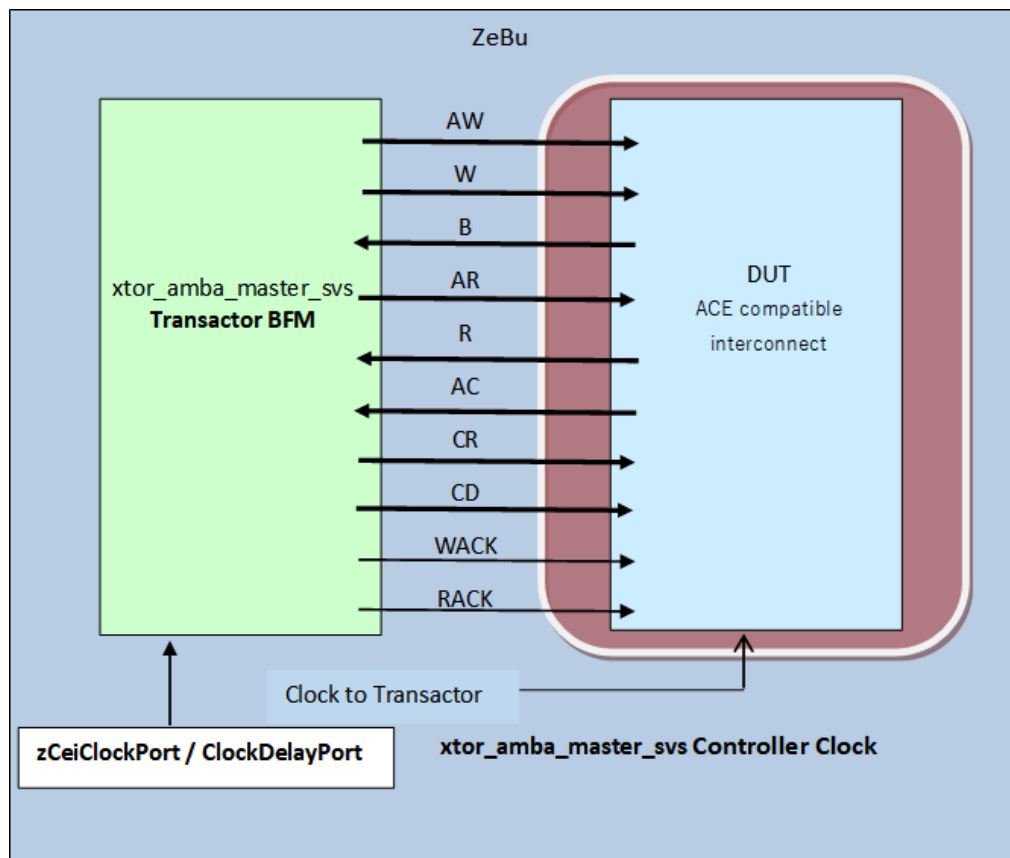 ZeBu
AW
W
B
xtor_amba_master_svs
Transactor BFM
AR
R
AC
CR
CD
WACK
RACK
DUT
ACE compatible
interconnect
Clock to Transactor
zCeiClockPort / ClockDelayPort
xtor_amba_master_svs Controller Clock